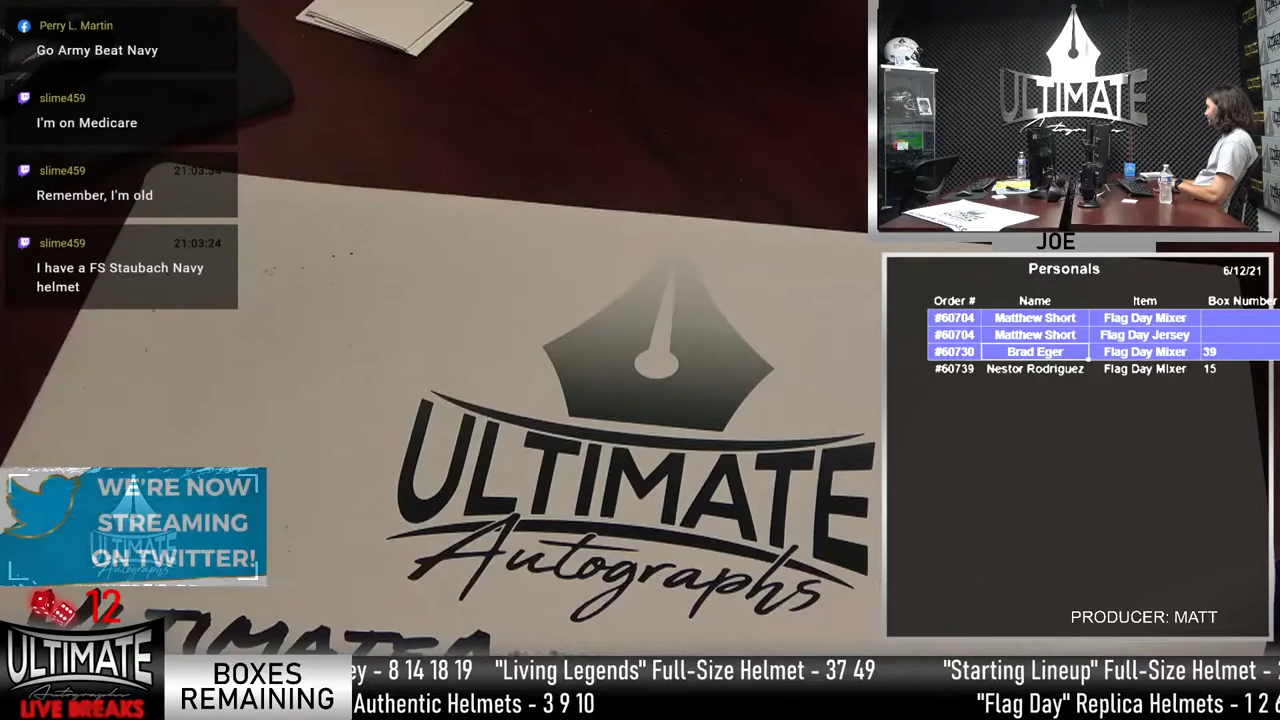 Perry L. Martin
Go Army Beat Navy
slime459
I'm on Medicare
slime459 21:03:54
Remember, I'm old
slime459 21:03:24
I have a FS Staubach Navy
helmet
ULTIMATE
Autographs
JOE
Personals 6/12/21
Order # Name Item Box Number
#60704 Matthew Short Flag Day Mixer
#60704 Matthew Short Flag Day Jersey
#60730 Brad Eger Flag Day Mixer 39
#60739 Nestor Rodriguez Flag Day Mixer 15
PRODUCER: MATT
ULTIMATE
Autographs
WE'RE NOW
STREAMING
ON TWITTER!
12
ULTIMATE
Autographs
LIVE BREAKS
BOXES
REMAINING
ey - 8 14 18 19 "Living Legends" Full-Size Helmet - 37 49 "Starting Lineup" Full-Size Helmet -
Authentic Helmets - 3 9 10 "Flag Day" Replica Helmets - 1 2 6